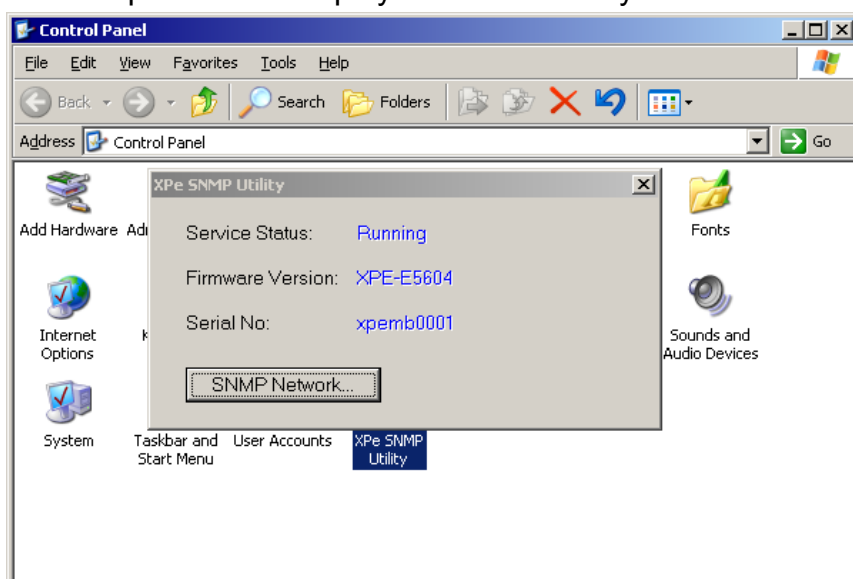 Control Panel
File Edit View Favorites Tools Help
Back Search Folders
Address Control Panel Go
XPe SNMP Utility
Add Hardware
Fonts
Service Status: Running
Firmware Version: XPE-E5604
Serial No: xpemb0001
SNMP Network...
Internet
Options
Sounds and
Audio Devices
System
Taskbar and
Start Menu
User Accounts
XPe SNMP
Utility